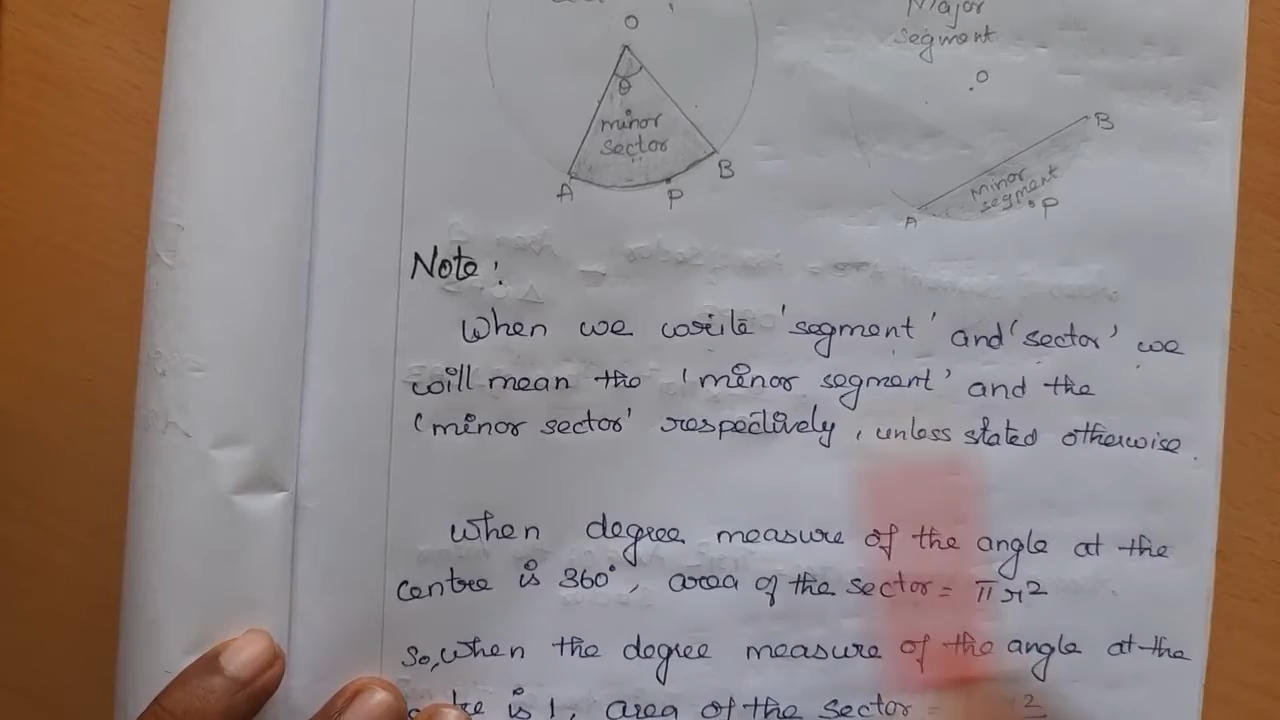 O
θ
minor
sector
A
P
B
Major
segment
O
B
minor
segment
A
P
Note:
When we write 'segment' and 'sector' we
will mean the 'minor segment' and the
'minor sector' respectively, unless stated otherwise.
When degree measure of the angle at the
centre is 360°, area of the sector = πr²
So, when the degree measure of the angle at the
is 1, area of the sector =